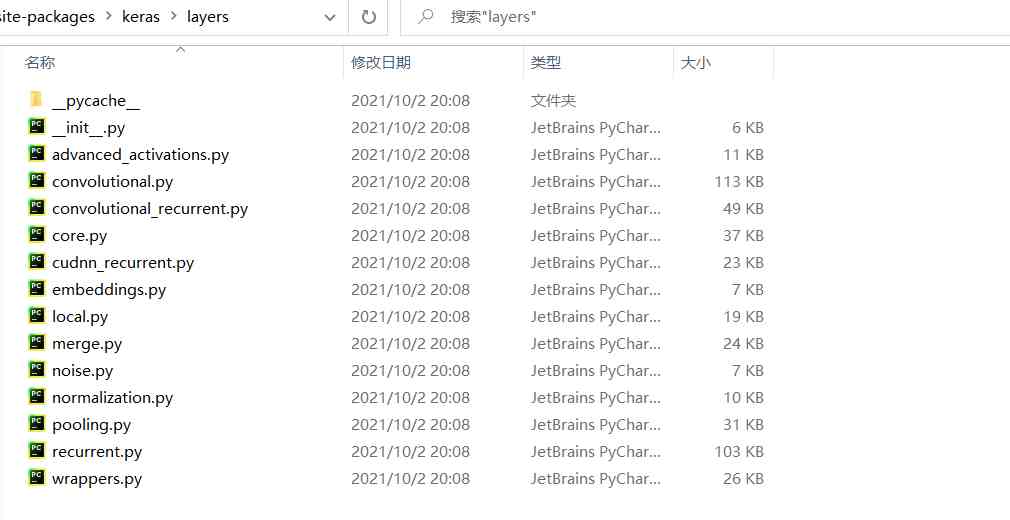 site-packages > keras > layers 搜索"layers"
名称 修改日期 类型 大小
__pycache__ 2021/10/2 20:08 文件夹
__init__.py 2021/10/2 20:08 JetBrains PyChar... 6 KB
advanced_activations.py 2021/10/2 20:08 JetBrains PyChar... 11 KB
convolutional.py 2021/10/2 20:08 JetBrains PyChar... 113 KB
convolutional_recurrent.py 2021/10/2 20:08 JetBrains PyChar... 49 KB
core.py 2021/10/2 20:08 JetBrains PyChar... 37 KB
cudnn_recurrent.py 2021/10/2 20:08 JetBrains PyChar... 23 KB
embeddings.py 2021/10/2 20:08 JetBrains PyChar... 7 KB
local.py 2021/10/2 20:08 JetBrains PyChar... 19 KB
merge.py 2021/10/2 20:08 JetBrains PyChar... 24 KB
noise.py 2021/10/2 20:08 JetBrains PyChar... 7 KB
normalization.py 2021/10/2 20:08 JetBrains PyChar... 10 KB
pooling.py 2021/10/2 20:08 JetBrains PyChar... 31 KB
recurrent.py 2021/10/2 20:08 JetBrains PyChar... 103 KB
wrappers.py 2021/10/2 20:08 JetBrains PyChar... 26 KB